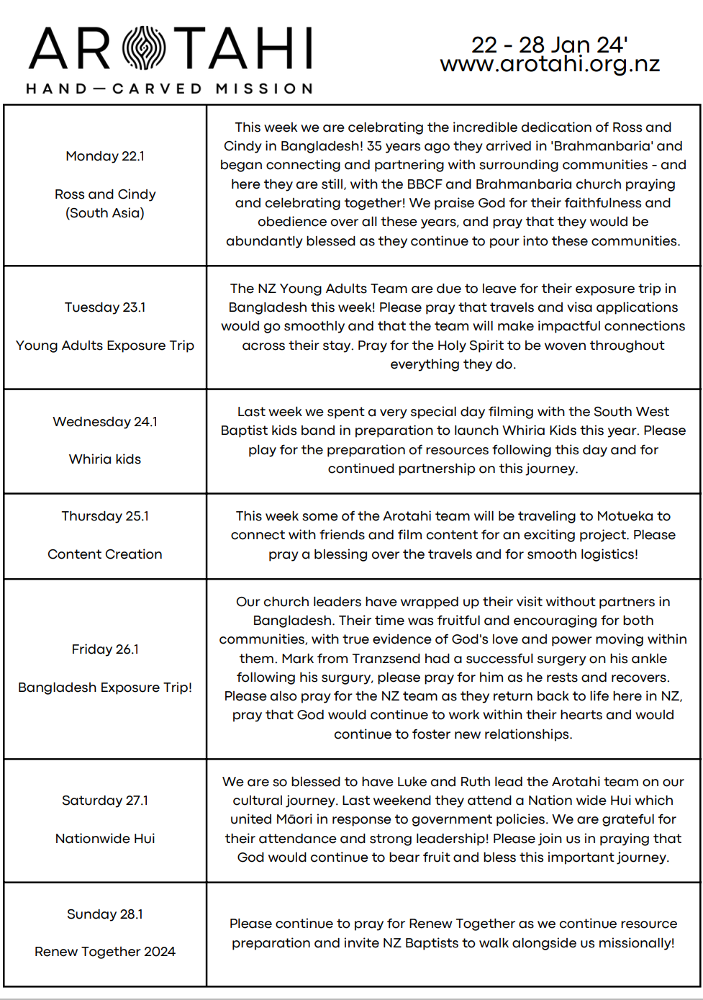 AROTAHI
HAND—CARVED MISSION
22 - 28 Jan 24'
www.arotahi.org.nz
Monday 22.1
Ross and Cindy
(South Asia)
This week we are celebrating the incredible dedication of Ross and
Cindy in Bangladesh! 35 years ago they arrived in 'Brahmanbaria' and
began connecting and partnering with surrounding communities - and
here they are still, with the BBCF and Brahmanbaria church praying
and celebrating together! We praise God for their faithfulness and
obedience over all these years, and pray that they would be
abundantly blessed as they continue to pour into these communities.
Tuesday 23.1
Young Adults Exposure Trip
The NZ Young Adults Team are due to leave for their exposure trip in
Bangladesh this week! Please pray that travels and visa applications
would go smoothly and that the team will make impactful connections
across their stay. Pray for the Holy Spirit to be woven throughout
everything they do.
Wednesday 24.1
Whiria kids
Last week we spent a very special day filming with the South West
Baptist kids band in preparation to launch Whiria Kids this year. Please
play for the preparation of resources following this day and for
continued partnership on this journey.
Thursday 25.1
Content Creation
This week some of the Arotahi team will be traveling to Motueka to
connect with friends and film content for an exciting project. Please
pray a blessing over the travels and for smooth logistics!
Friday 26.1
Bangladesh Exposure Trip!
Our church leaders have wrapped up their visit without partners in
Bangladesh. Their time was fruitful and encouraging for both
communities, with true evidence of God's love and power moving within
them. Mark from Tranzsend had a successful surgery on his ankle
following his surgury, please pray for him as he rests and recovers.
Please also pray for the NZ team as they return back to life here in NZ,
pray that God would continue to work within their hearts and would
continue to foster new relationships.
Saturday 27.1
Nationwide Hui
We are so blessed to have Luke and Ruth lead the Arotahi team on our
cultural journey. Last weekend they attend a Nation wide Hui which
united Māori in response to government policies. We are grateful for
their attendance and strong leadership! Please join us in praying that
God would continue to bear fruit and bless this important journey.
Sunday 28.1
Renew Together 2024
Please continue to pray for Renew Together as we continue resource
preparation and invite NZ Baptists to walk alongside us missionally!